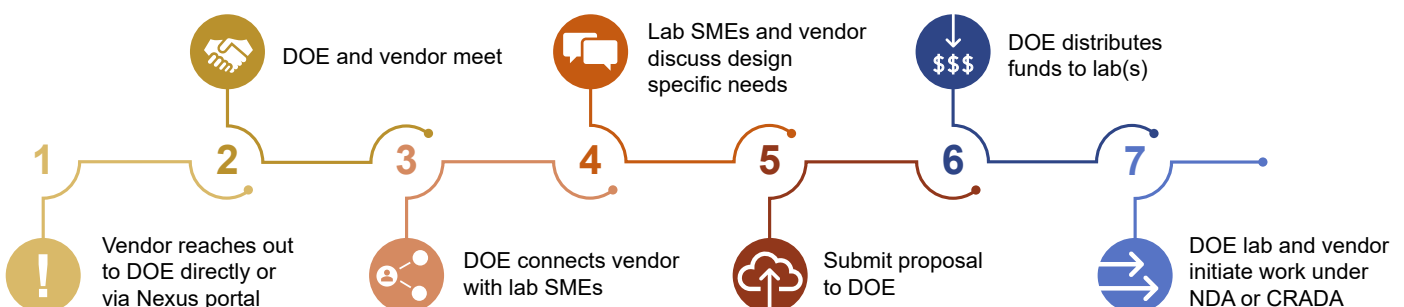 1
Vendor reaches out
to DOE directly or
via Nexus portal
2
DOE and vendor meet
3
DOE connects vendor
with lab SMEs
4
Lab SMEs and vendor
discuss design
specific needs
5
Submit proposal
to DOE
6
$$$
DOE distributes
funds to lab(s)
7
DOE lab and vendor
initiate work under
NDA or CRADA
!